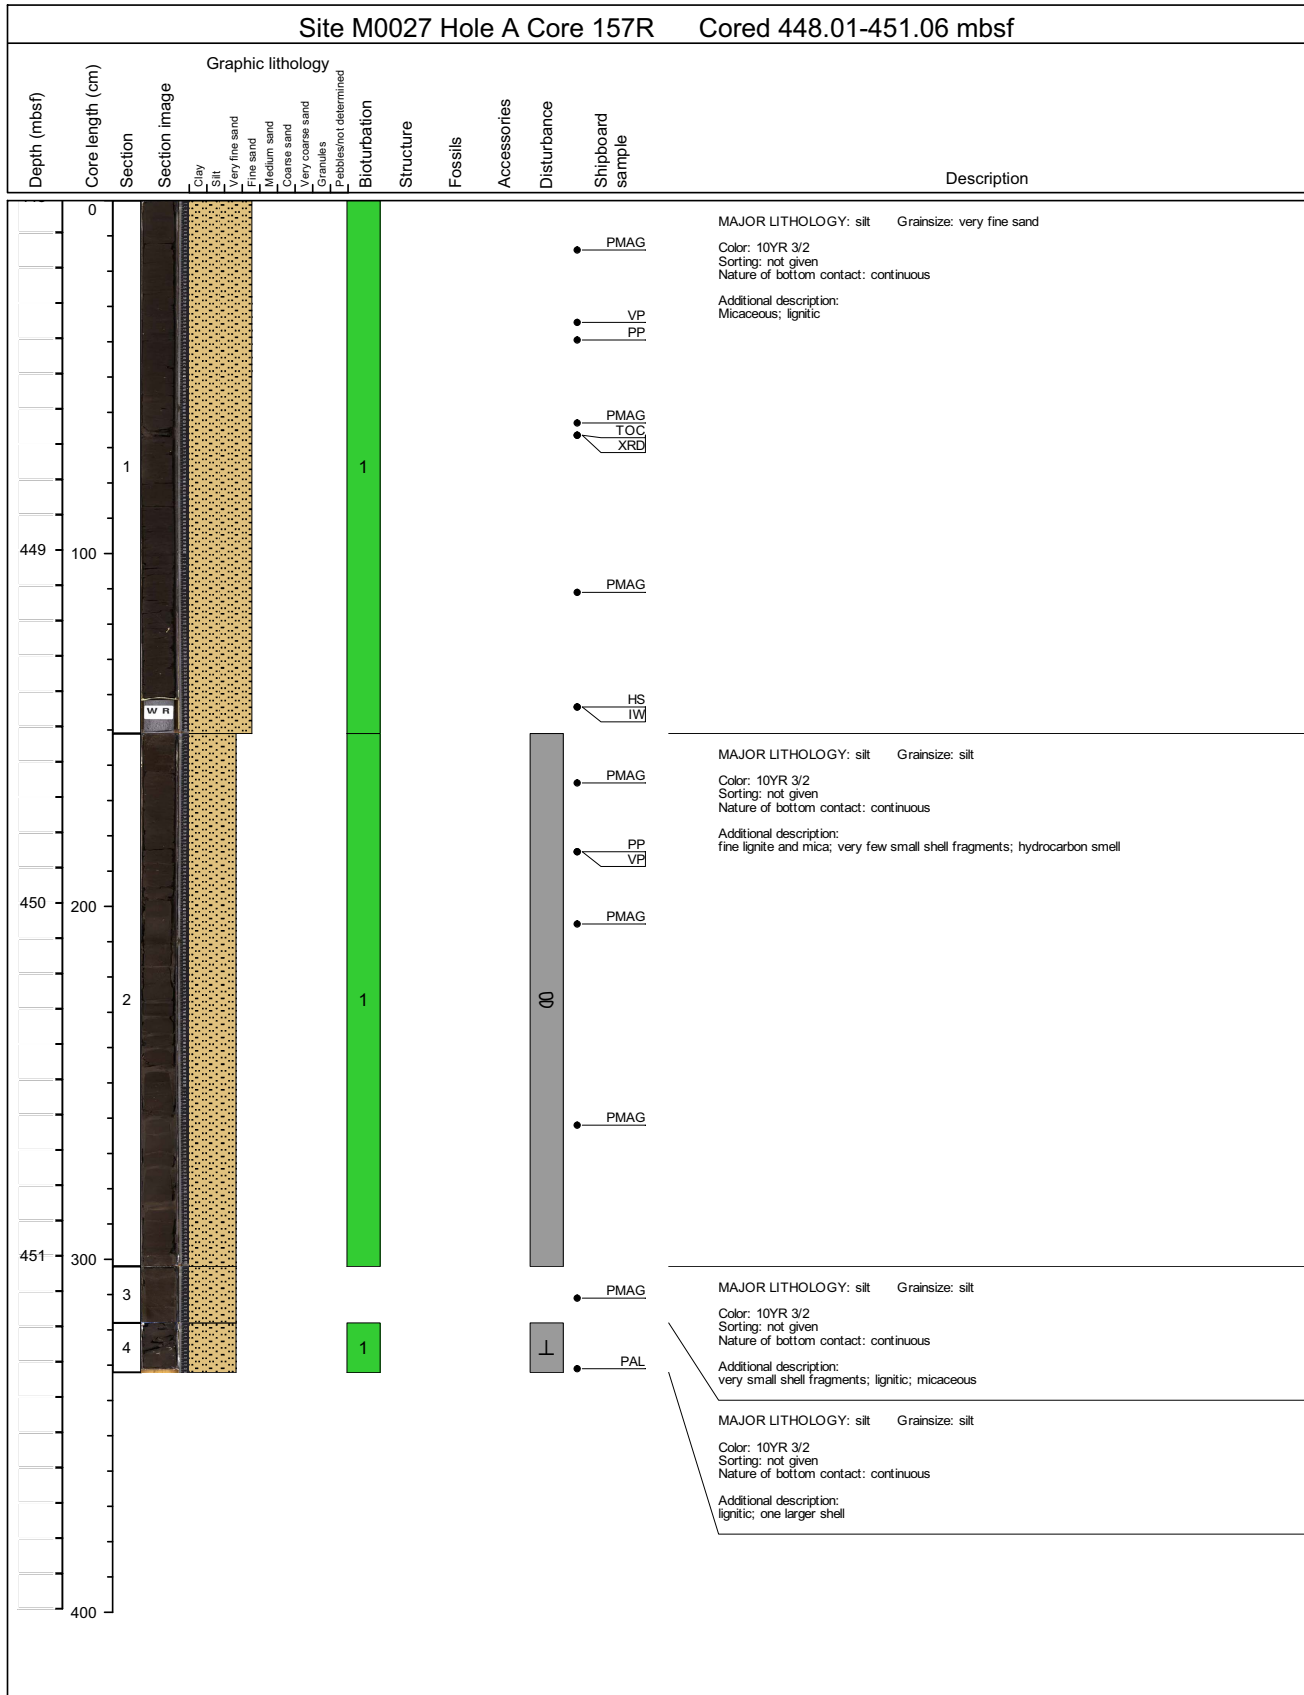 Site M0027 Hole A Core 157R Cored 448.01-451.06 mbsf
Depth (mbsf)
Core length (cm)
Section
Section image
Graphic lithology
Clay
Silt
Very fine sand
Fine sand
Medium sand
Coarse sand
Very coarse sand
Granules
Pebbles/not determined
Bioturbation
Structure
Fossils
Accessories
Disturbance
Shipboard
sample
Description
0
MAJOR LITHOLOGY: silt Grainsize: very fine sand
PMAG
Color: 10YR 3/2
Sorting: not given
Nature of bottom contact: continuous
Additional description:
Micaceous; lignitic
VP
PP
PMAG
TOC
XRD
1 1
449 100
PMAG
HS
IW
W R
MAJOR LITHOLOGY: silt Grainsize: silt
PMAG
Color: 10YR 3/2
Sorting: not given
Nature of bottom contact: continuous
Additional description:
fine lignite and mica; very few small shell fragments; hydrocarbon smell
PP
VP
450 200
PMAG
2 1
PMAG
451 300
MAJOR LITHOLOGY: silt Grainsize: silt
3
PMAG
Color: 10YR 3/2
Sorting: not given
Nature of bottom contact: continuous
Additional description:
very small shell fragments; lignitic; micaceous
4 1
PAL
MAJOR LITHOLOGY: silt Grainsize: silt
Color: 10YR 3/2
Sorting: not given
Nature of bottom contact: continuous
Additional description:
lignitic; one larger shell
400